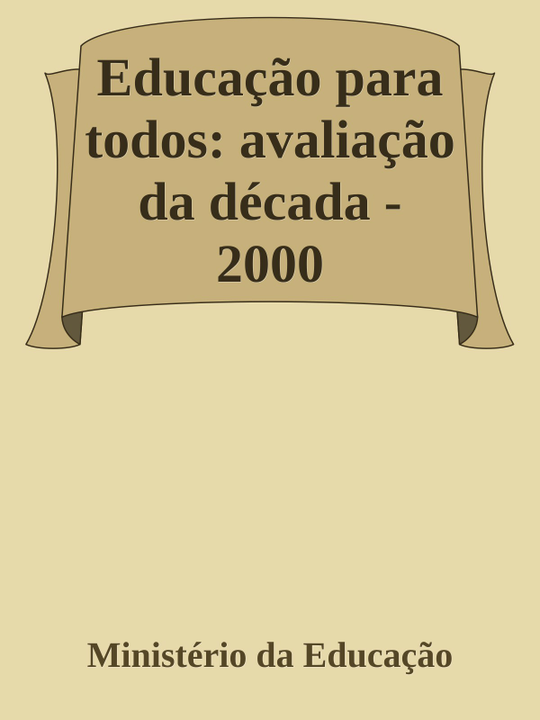 Educação para
todos: avaliação
da década -
2000
Ministério da Educação